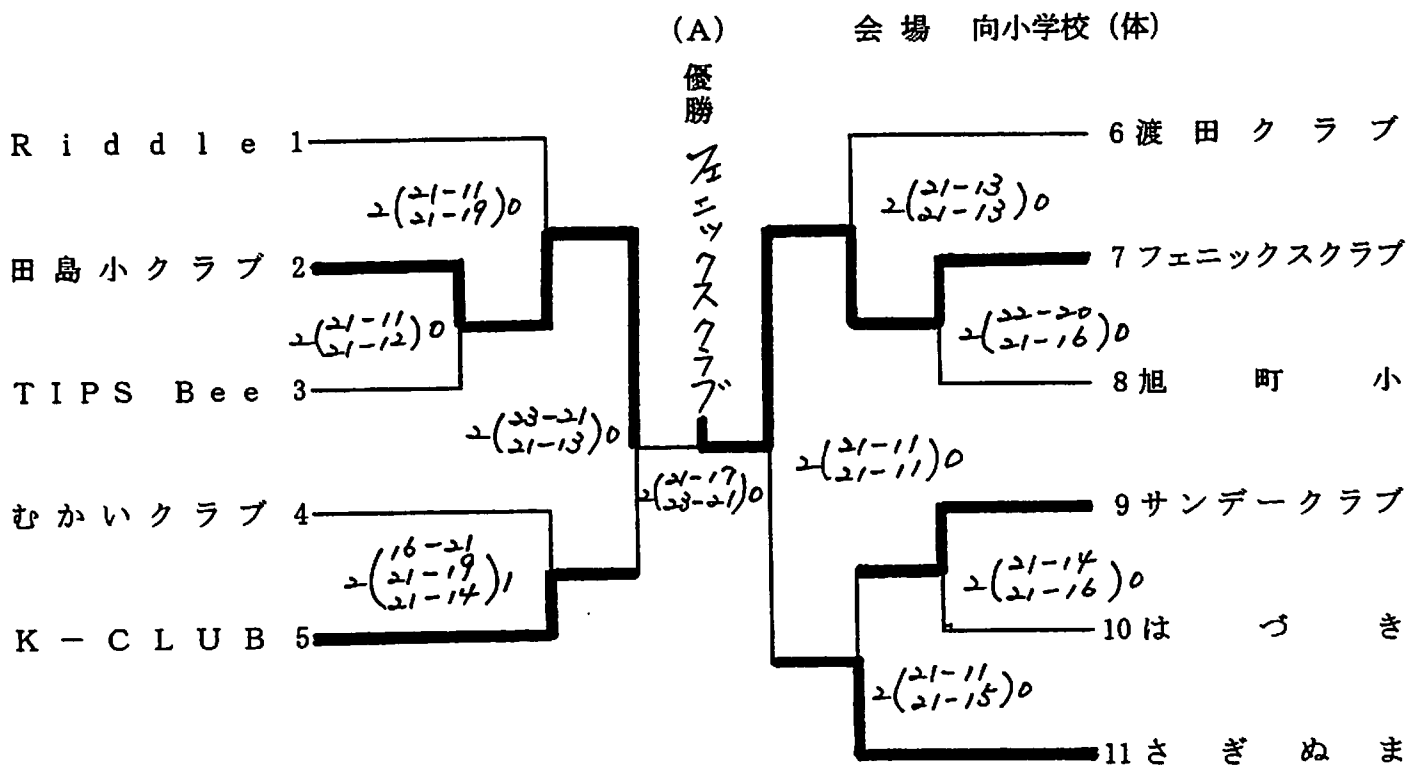 (A) 会場 向小学校(体)
優勝 フェニックスクラブ
Riddle 1
2(21-11 21-19)0
田島小クラブ 2
2(21-11 21-12)0
TIPS Bee 3
2(23-21 21-13)0
むかいクラブ 4
2(16-21 21-19 21-14)1
K-CLUB 5
2(21-17 23-21)0
6 渡田クラブ
2(21-13 21-13)0
7 フェニックスクラブ
2(22-20 21-16)0
8 旭町小
2(21-11 21-11)0
9 サンデークラブ
2(21-14 21-16)0
10 はづき
2(21-11 21-15)0
11 さぎぬま